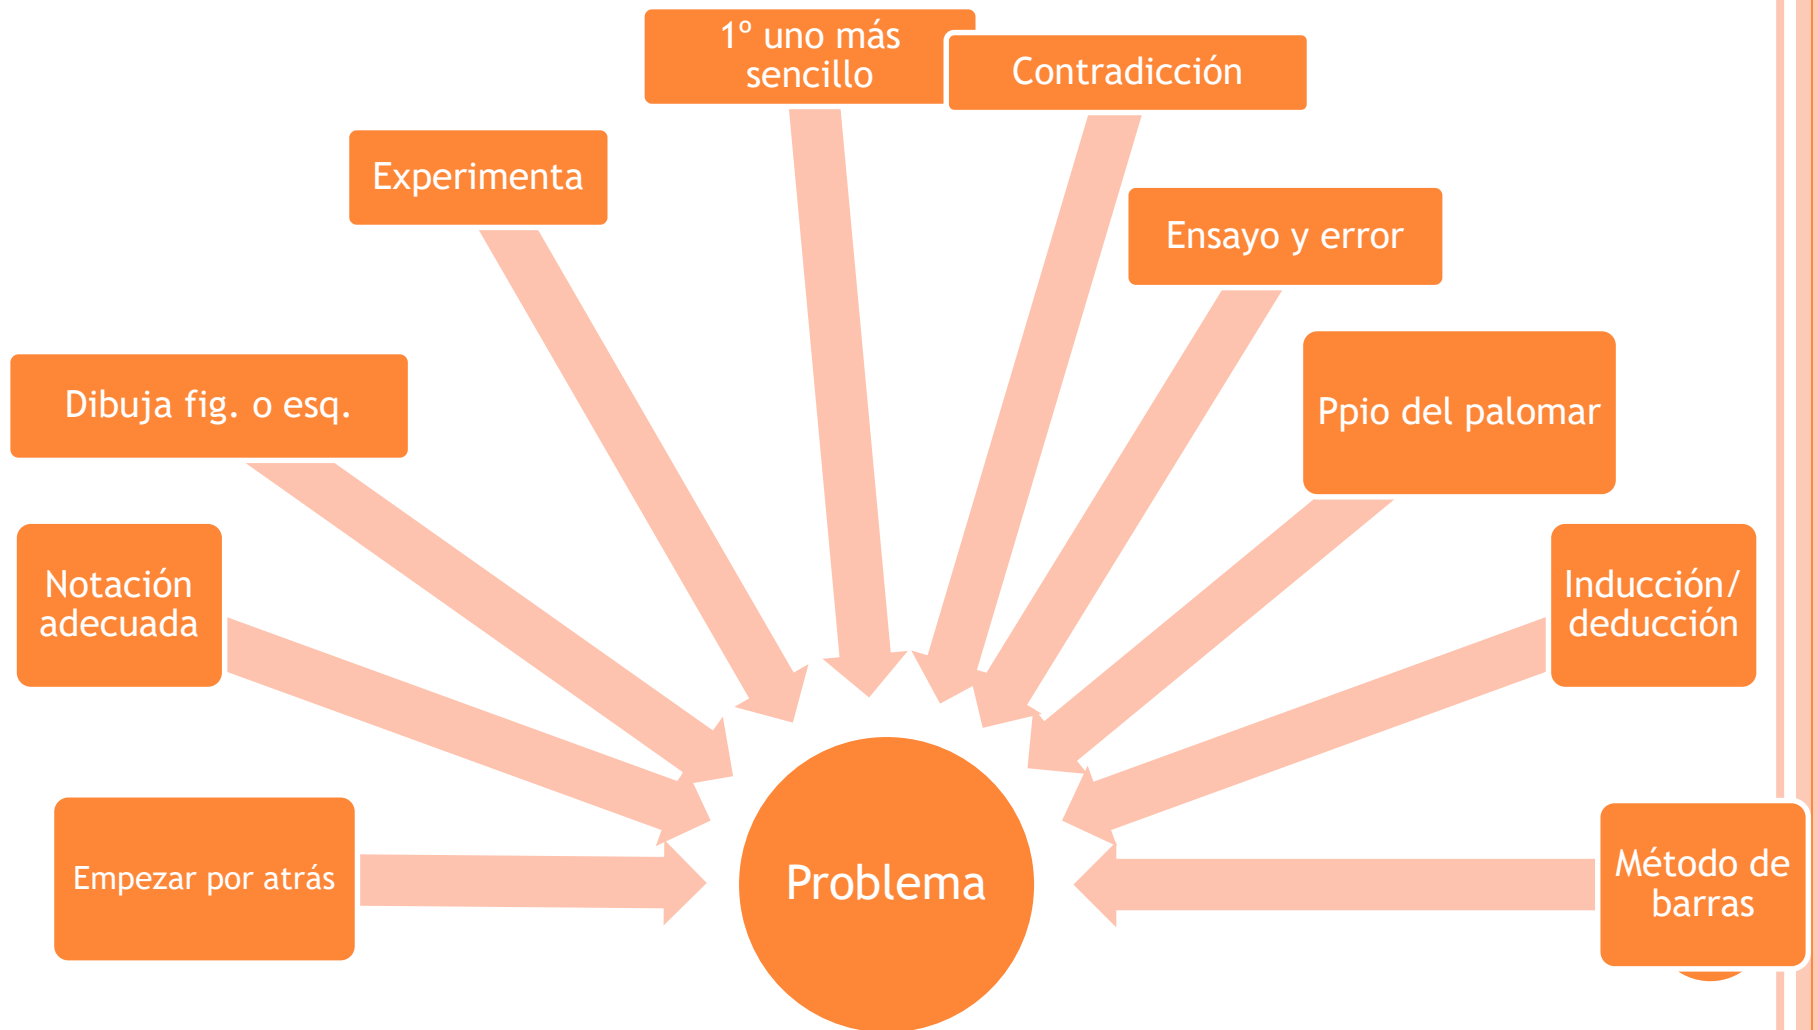 1º uno más
sencillo
Contradicción
Experimenta
Ensayo y error
Dibuja fig. o esq.
Ppio del palomar
Notación
adecuada
Inducción/
deducción
Empezar por atrás
Problema
Método de
barras